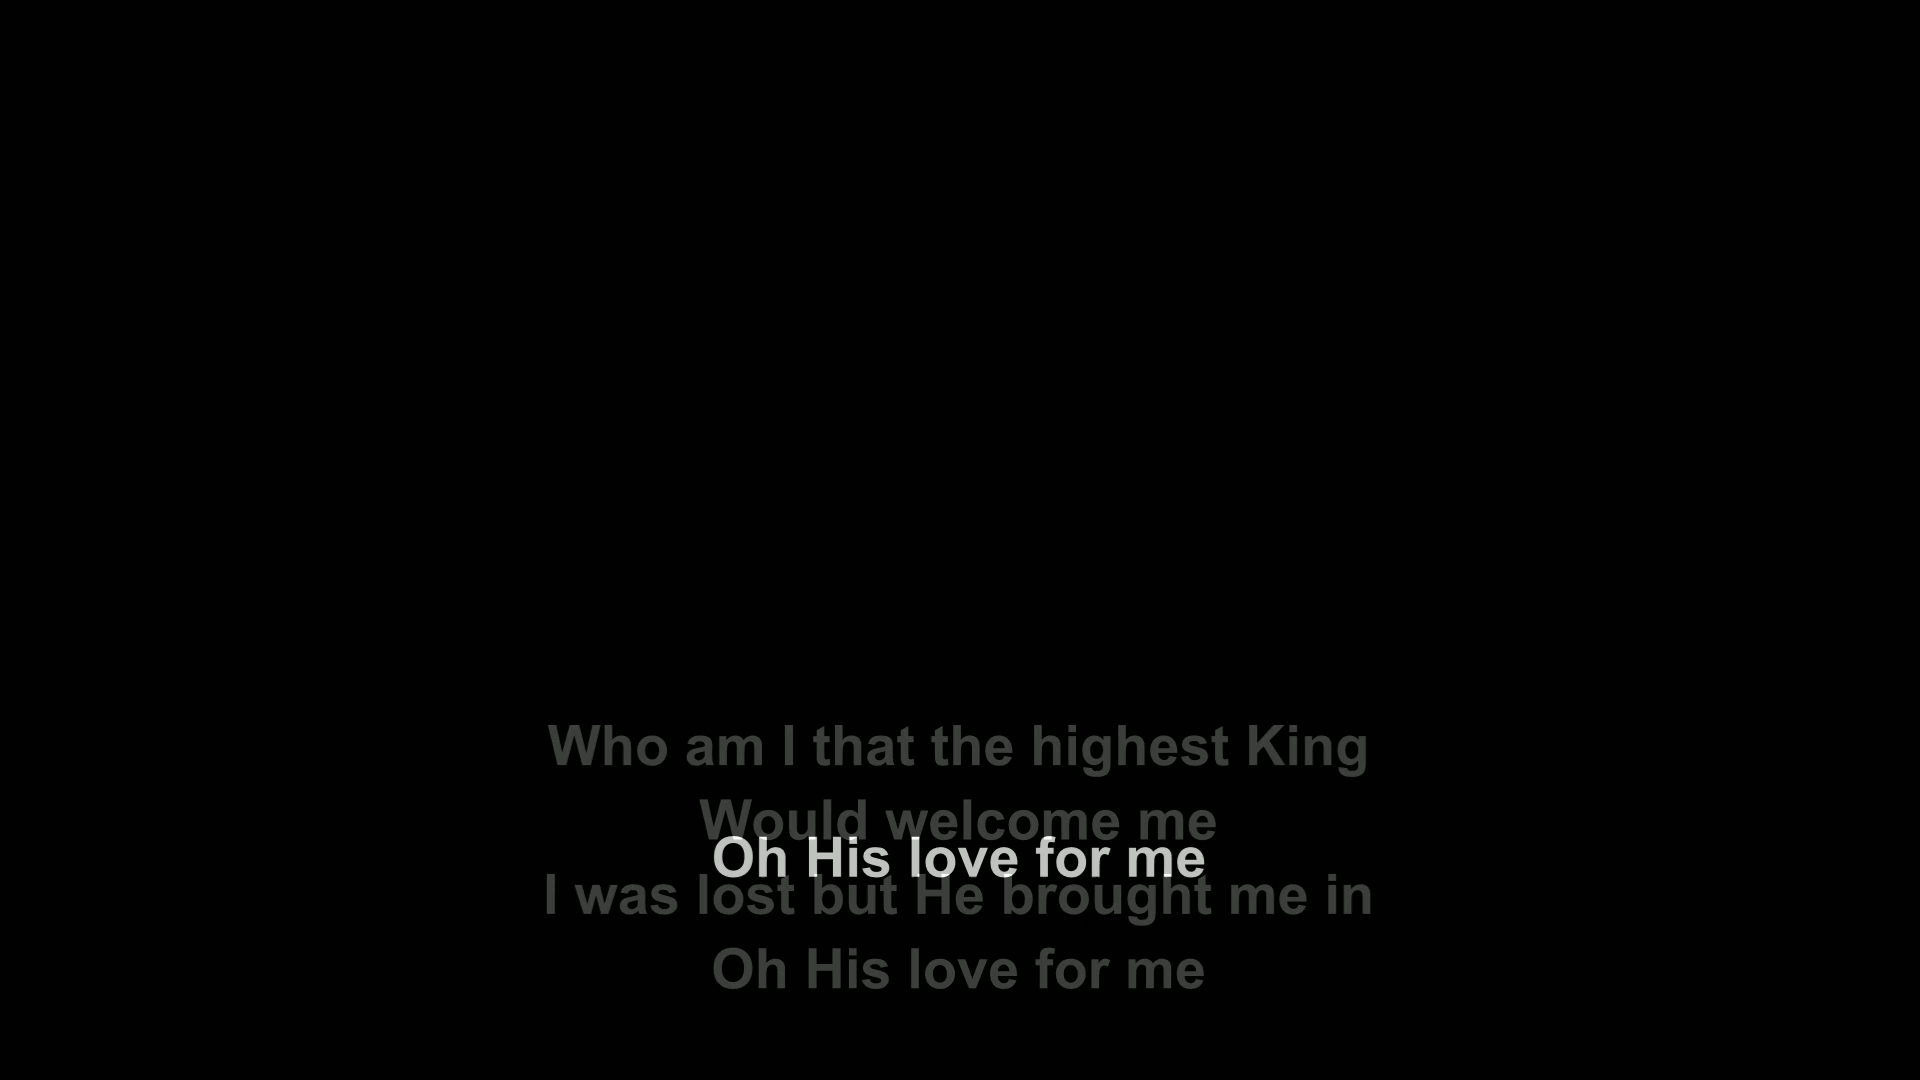 Who am I that the highest King
Would welcome me
Oh His love for me
I was lost but He brought me in
Oh His love for me